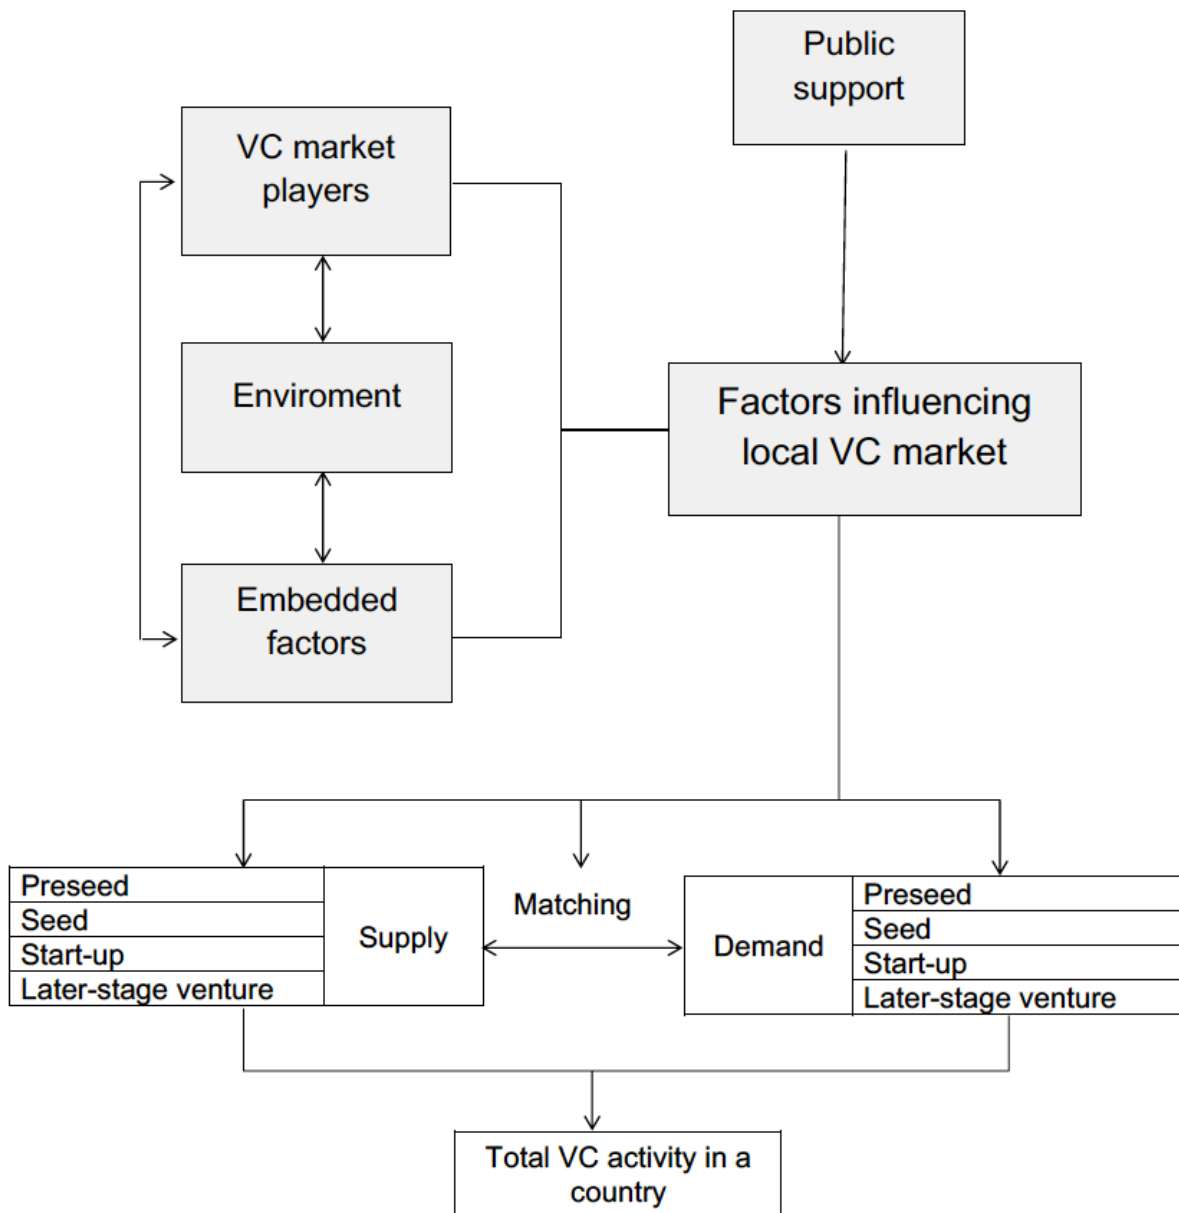 Public
support
VC market
players
Enviroment
Factors influencing
local VC market
Embedded
factors
Preseed
Seed
Start-up
Later-stage venture
Supply
Matching
Demand
Preseed
Seed
Start-up
Later-stage venture
Total VC activity in a
country